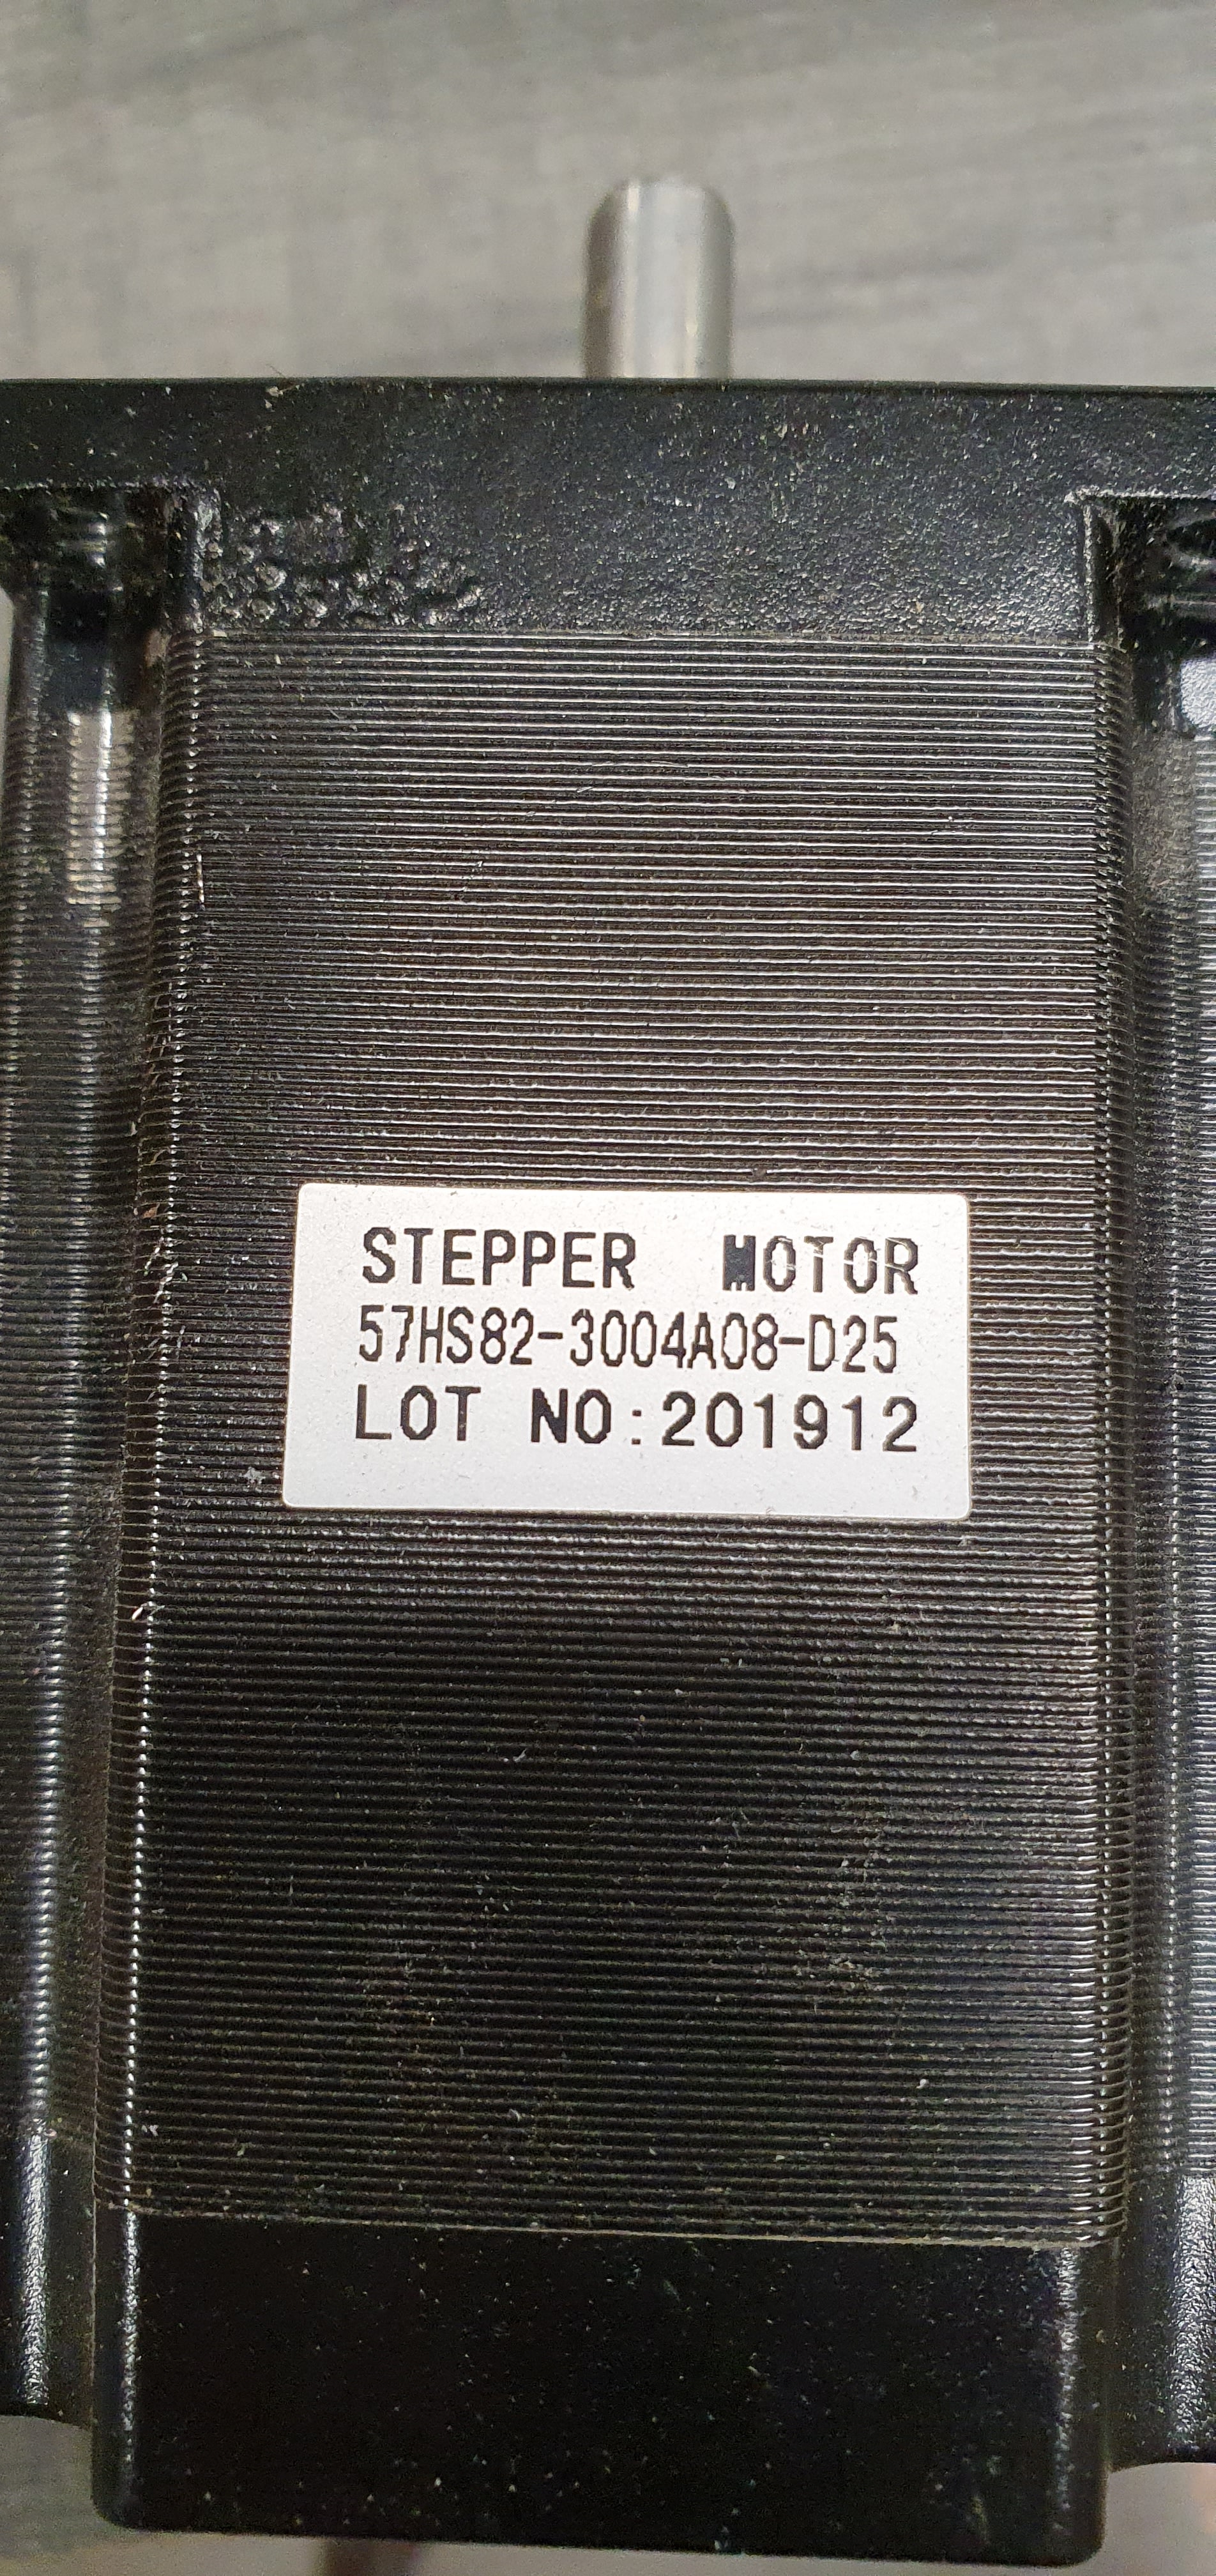 STEPPER MOTOR
57HS82-3004A08-D25
LOT NO:201912